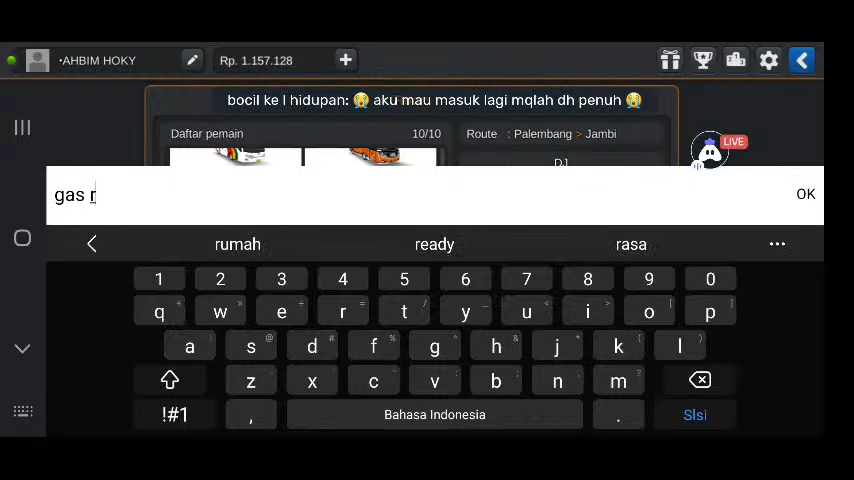 •AHBIM HOKY
Rp. 1.157.128
bocil ke l hidupan: 😭 aku mau masuk lagi mqlah dh penuh 😭
Daftar pemain 10/10
Route : Palembang > Jambi
LIVE
gas r
OK
rumah ready rasa
1 2 3 4 5 6 7 8 9 0
q w e r t y u i o p
a s d f g h j k l
z x c v b n m
!#1 , Bahasa Indonesia . Slsi